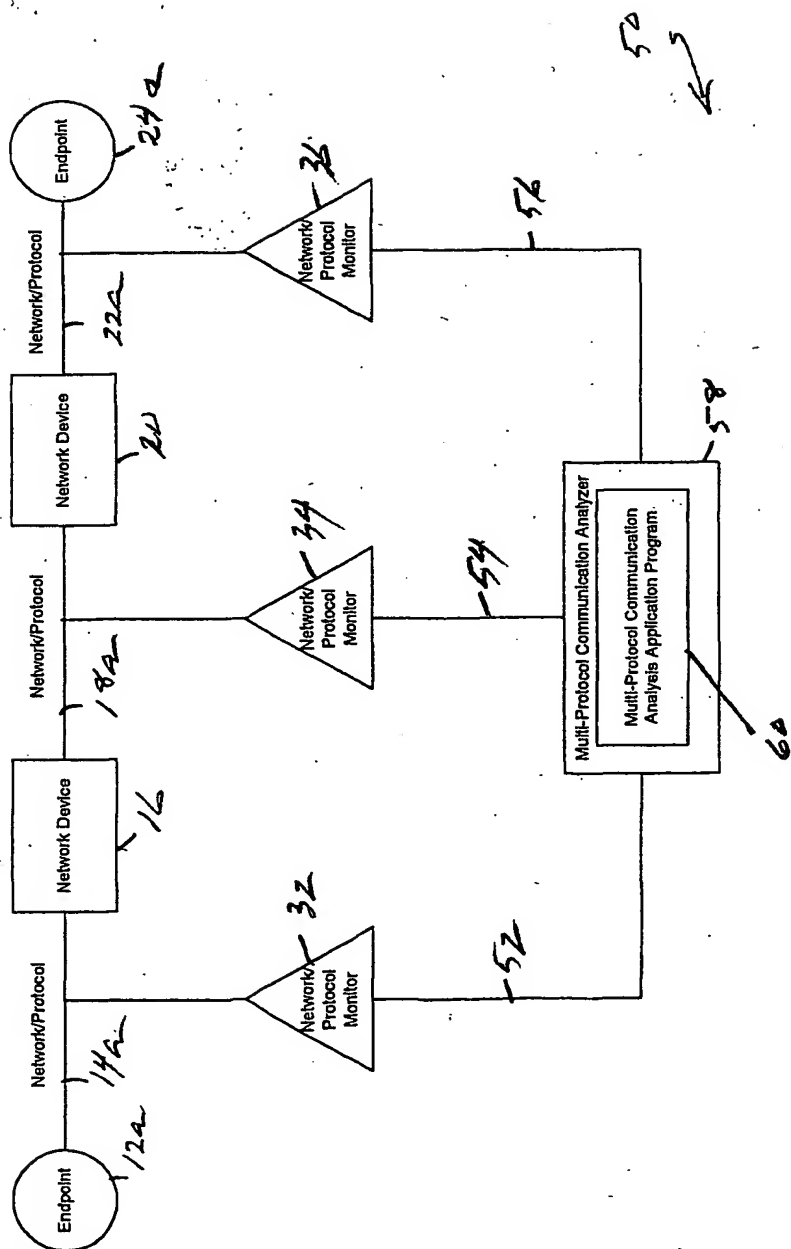 Endpoint
12a
Network/Protocol
14a
Network Device
16
Network/Protocol
18a
Network Device
20
Network/Protocol
22a
Endpoint
24a
Network/
Protocol
Monitor
32
Network/
Protocol
Monitor
34
Network/
Protocol
Monitor
36
52
54
56
Multi-Protocol Communication Analyzer
Multi-Protocol Communication
Analysis Application Program
58
60
50